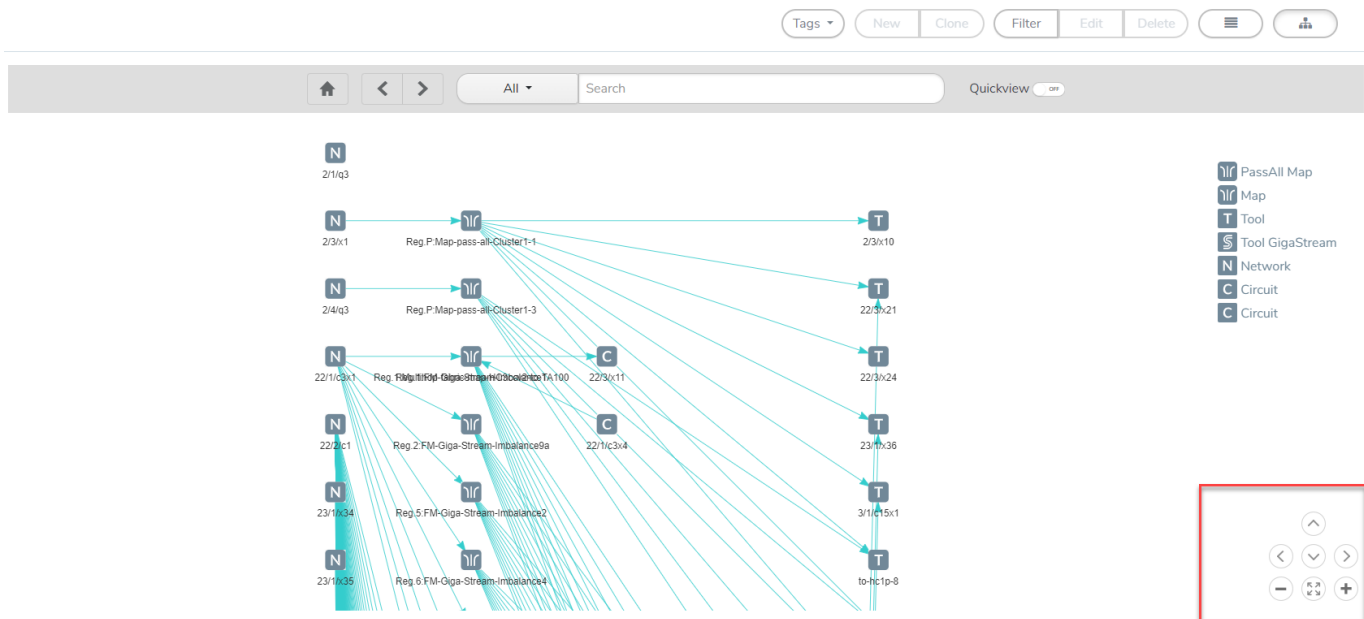 Tags New Clone Filter Edit Delete
All Search Quickview OFF
N
2/1/q3
PassAll Map
Map
T Tool
S Tool GigaStream
N Network
C Circuit
C Circuit
N T
2/3/x1 Reg.P:Map-pass-all-Cluster1-1 2/3/x10
N T
2/4/q3 Reg.P:Map-pass-all-Cluster1-3 22/3/x21
N C T
22/1/c3x1 22/3/x11 22/3/x24
N C T
22/2/c1 Reg.2:FM-Giga-Stream-Imbalance9a 22/1/c3x4 23/1/x36
N T
23/1/x34 Reg.5:FM-Giga-Stream-Imbalance2 3/1/c15x1
N T
23/1/x35 Reg.6:FM-Giga-Stream-Imbalance4 to-hc1p-8